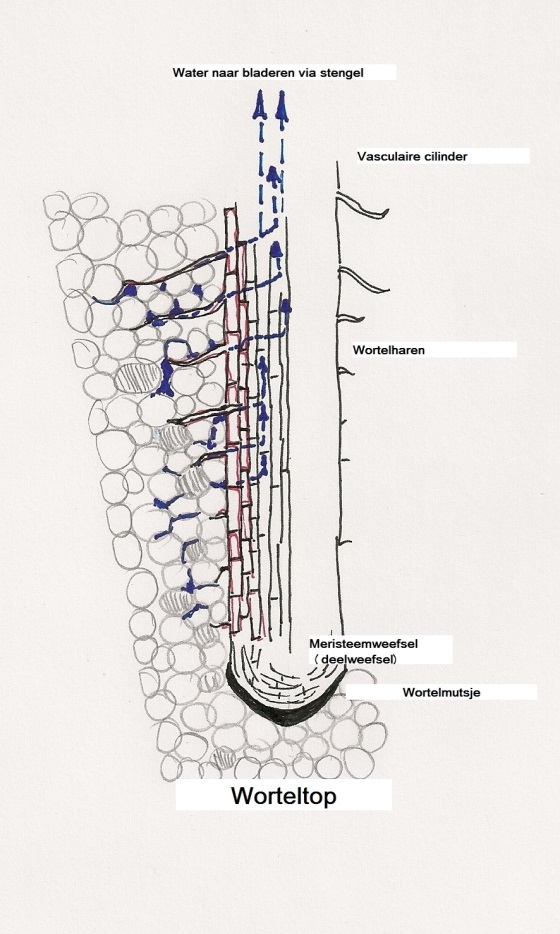 Water naar bladeren via stengel
Vasculaire cilinder
Wortelharen
Meristeemweefsel
(deelweefsel)
Wortelmutsje
Worteltop